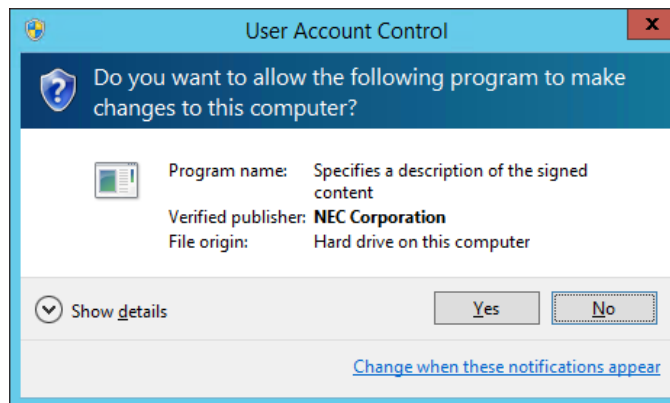 User Account Control
x
Do you want to allow the following program to make
changes to this computer?
Program name: Specifies a description of the signed
content
Verified publisher: NEC Corporation
File origin: Hard drive on this computer
Show details
Yes
No
Change when these notifications appear